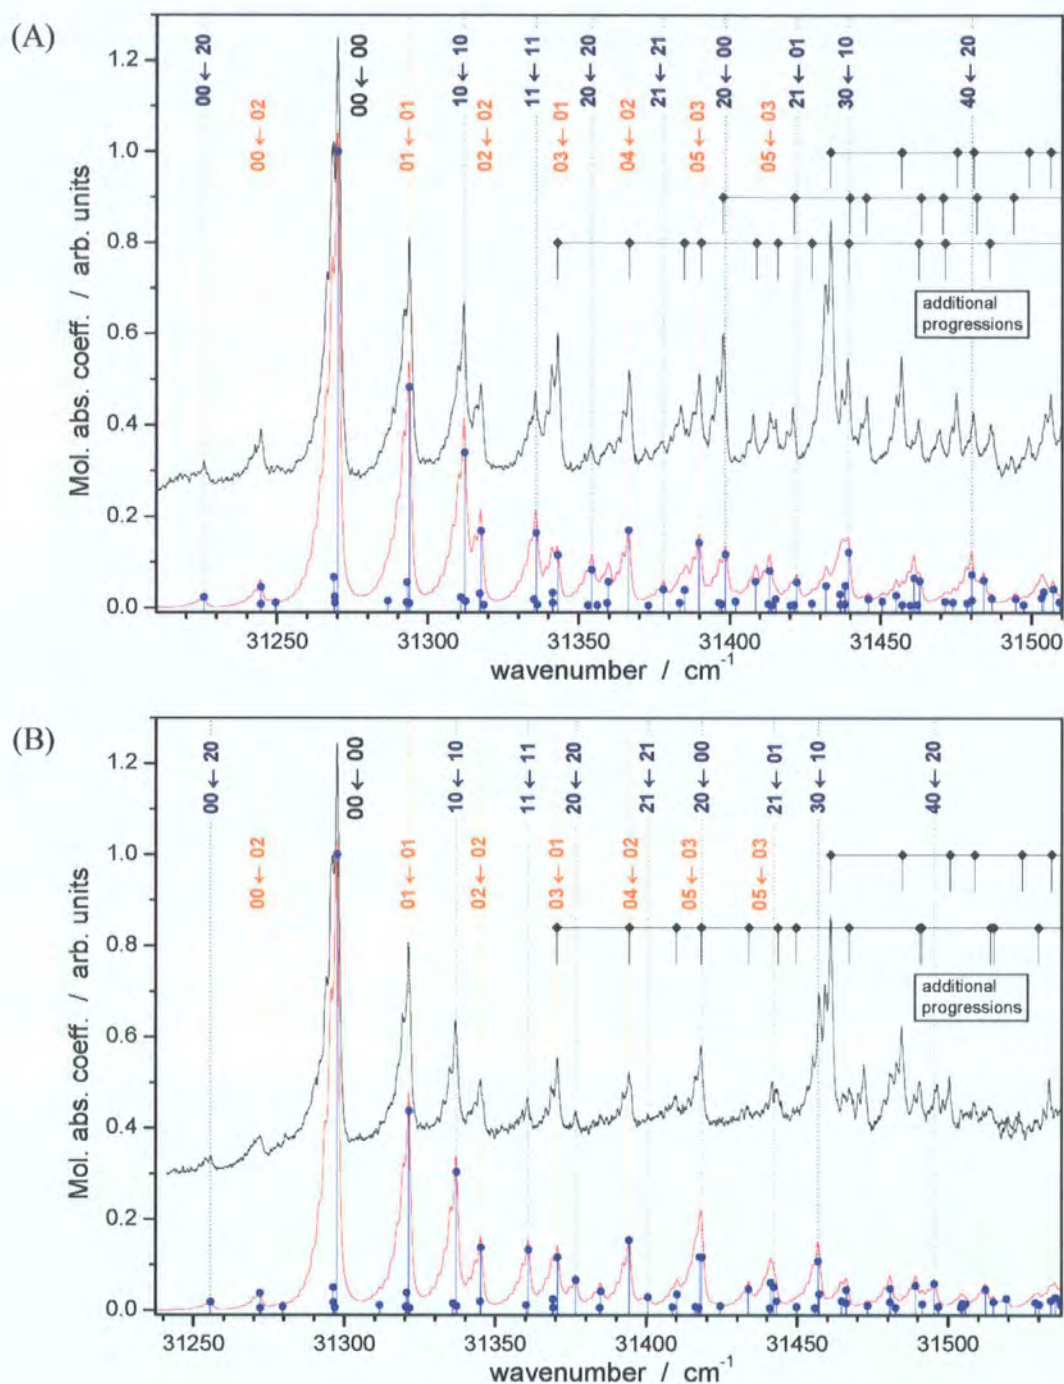 (A)
00 ← 20
00 ← 02
00 ← 00
01 ← 01
10 ← 10
02 ← 02
11 ← 11
03 ← 01
20 ← 20
04 ← 02
21 ← 21
05 ← 03
20 ← 00
05 ← 03
21 ← 01
30 ← 10
40 ← 20
additional
progressions
Mol. abs. coeff. / arb. units
1.2
1.0
0.8
0.6
0.4
0.2
0.0
31250
31300
31350
31400
31450
31500
wavenumber / cm⁻¹
(B)
00 ← 20
00 ← 02
00 ← 00
01 ← 01
10 ← 10
02 ← 02
11 ← 11
03 ← 01
20 ← 20
04 ← 02
21 ← 21
05 ← 03
20 ← 00
05 ← 03
21 ← 01
30 ← 10
40 ← 20
additional
progressions
Mol. abs. coeff. / arb. units
1.2
1.0
0.8
0.6
0.4
0.2
0.0
31250
31300
31350
31400
31450
31500
wavenumber / cm⁻¹